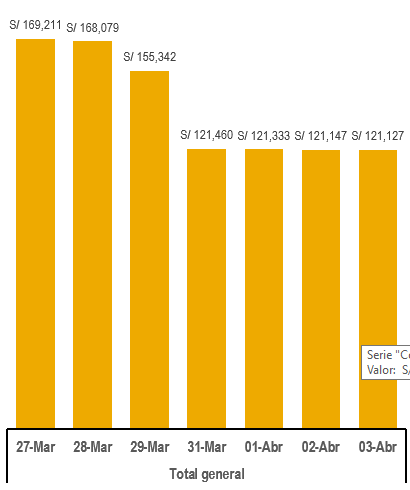 S/ 169,211
S/ 168,079
S/ 155,342
S/ 121,460
S/ 121,333
S/ 121,147
S/ 121,127
Serie
Valor: S/
27-Mar
28-Mar
29-Mar
31-Mar
01-Abr
02-Abr
03-Abr
Total general